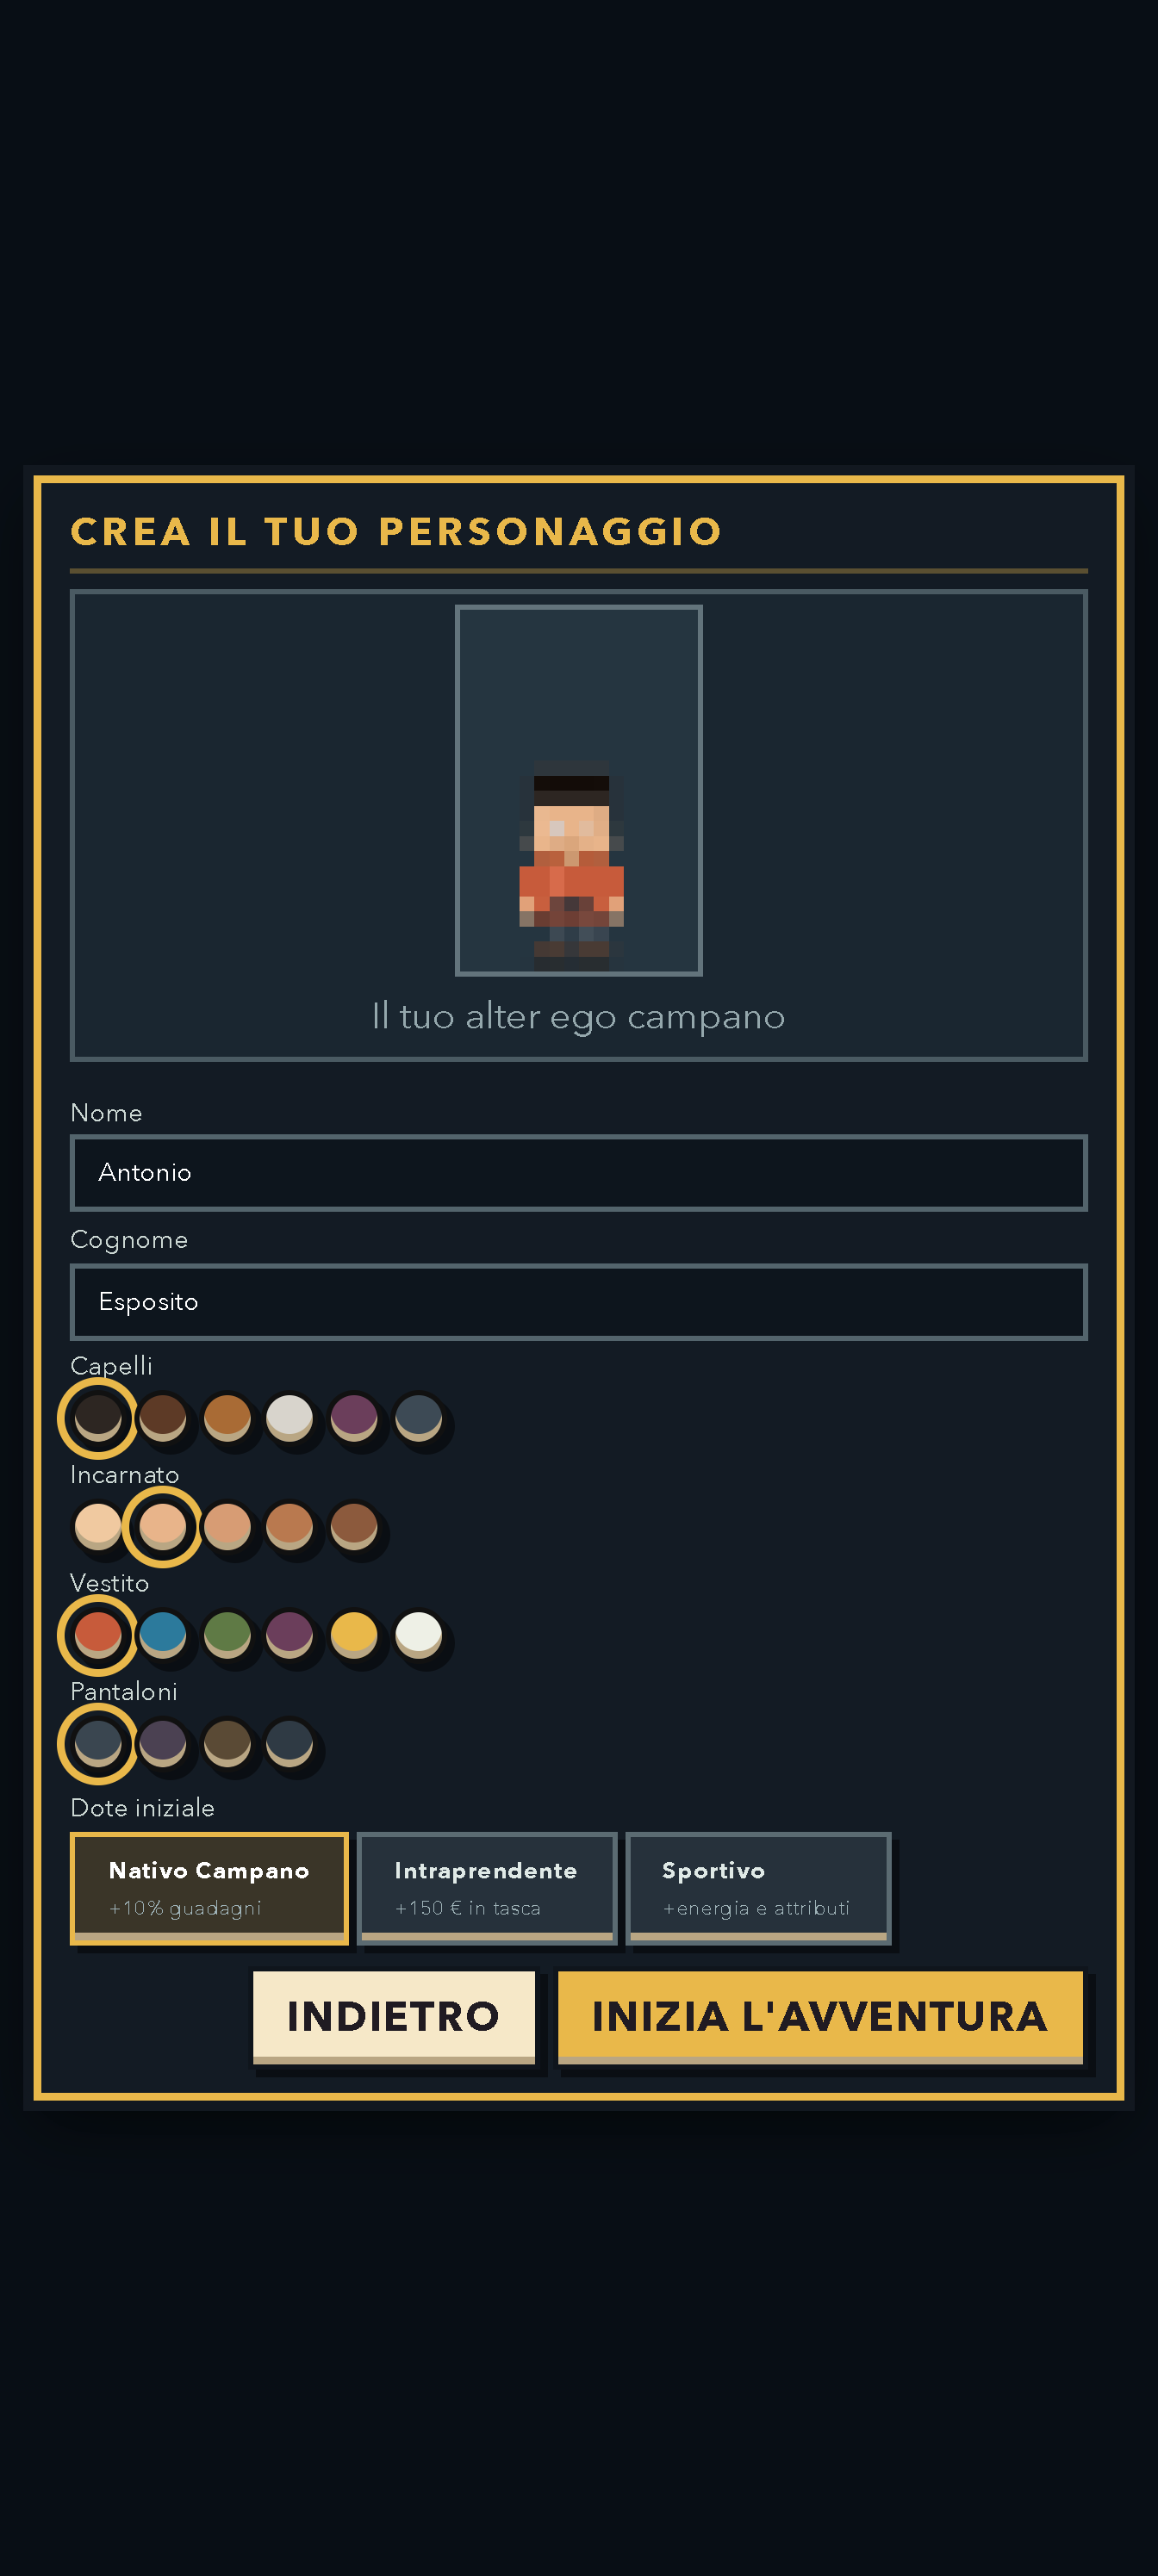 CREA IL TUO PERSONAGGIO
Il tuo alter ego campano
Nome
Antonio
Cognome
Esposito
Capelli
Incarnato
Vestito
Pantaloni
Dote iniziale
Nativo Campano
+10% guadagni
Intraprendente
+150 € in tasca
Sportivo
+energia e attributi
INDIETRO
INIZIA L'AVVENTURA